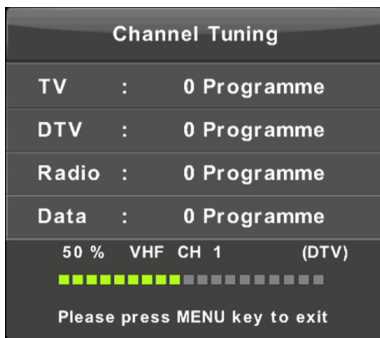 Channel Tuning
TV : 0 Programme
DTV : 0 Programme
Radio : 0 Programme
Data : 0 Programme
50 % VHF CH 1 (DTV)
Please press MENU key to exit